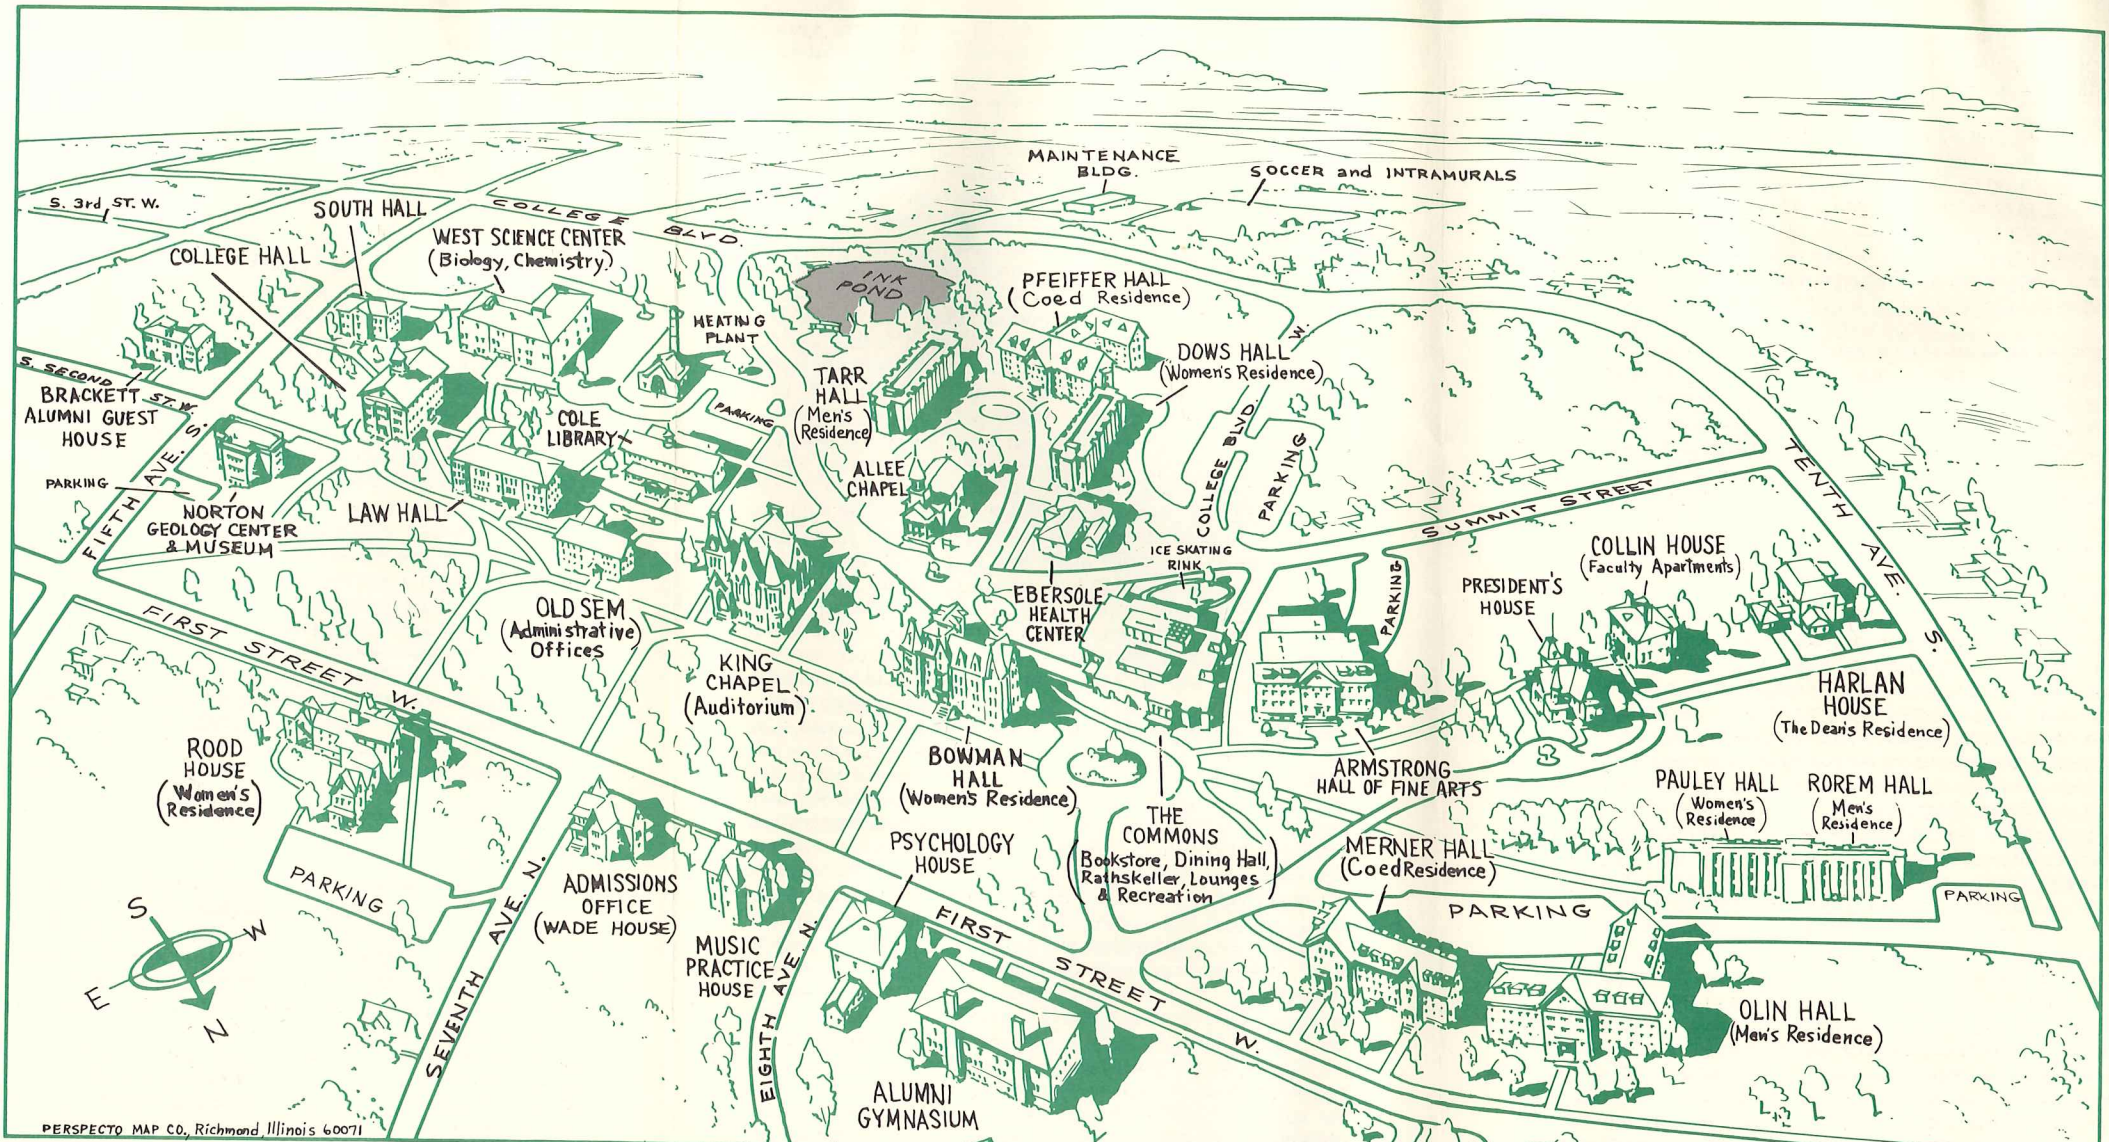 MAINTENANCE
BLDG.
SOCCER and INTRAMURALS
S. 3rd ST. W.
SOUTH HALL
COLLEGE
BLVD.
WEST SCIENCE CENTER
(Biology, Chemistry)
COLLEGE HALL
INK
POND
PFEIFFER HALL
(Coed Residence)
HEATING
PLANT
W.
DOWS HALL
(Women's Residence)
S. SECOND
ST. W.
BRACKETT
ALUMNI GUEST
HOUSE
TARR
HALL
(Men's
Residence)
PARKING
COLE
LIBRARY
COLLEGE BLVD.
PARKING
TENTH
AVE.
S.
FIFTH AVE. S.
PARKING
ALLEE
CHAPEL
SUMMIT STREET
NORTON
GEOLOGY CENTER
& MUSEUM
LAW HALL
ICE SKATING
RINK
COLLIN HOUSE
(Faculty Apartments)
PARKING
PRESIDENT'S
HOUSE
EBERSOLE
HEALTH
CENTER
FIRST STREET W.
OLD SEM
(Administrative
Offices
KING
CHAPEL
(Auditorium)
HARLAN
HOUSE
(The Dean's Residence)
ROOD
HOUSE
(Women's
Residence)
BOWMAN
HALL
(Women's Residence)
ARMSTRONG
HALL OF FINE ARTS
PAULEY HALL
(Women's
Residence)
ROREM HALL
(Men's
Residence)
THE
COMMONS
(Bookstore, Dining Hall,
Rathskeller, Lounges
& Recreation)
PSYCHOLOGY
HOUSE
MERNER HALL
(Coed Residence)
PARKING
ADMISSIONS
OFFICE
(WADE HOUSE)
PARKING
PARKING
FIRST
STREET
W.
S
W
E
N
MUSIC
PRACTICE
HOUSE
SEVENTH AVE. N.
EIGHTH AVE. N.
OLIN HALL
(Men's Residence)
ALUMNI
GYMNASIUM
PERSPECTO MAP CO., Richmond, Illinois 60071